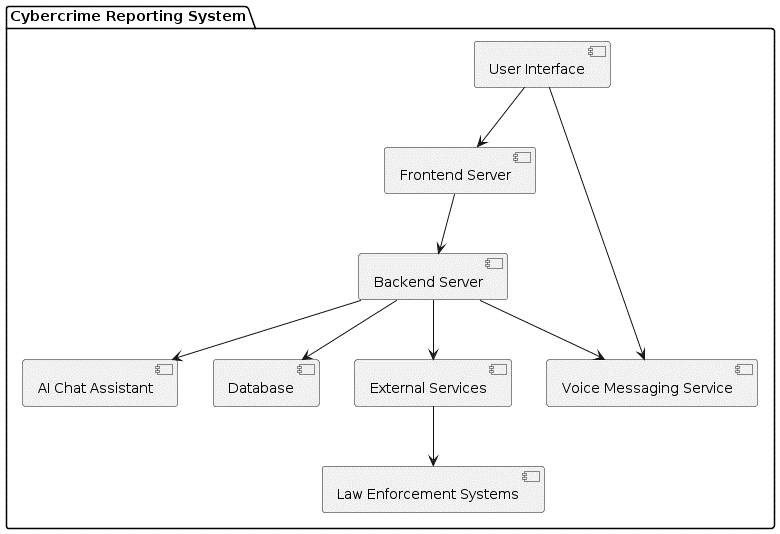 Cybercrime Reporting System
User Interface
Frontend Server
Backend Server
AI Chat Assistant
Database
External Services
Voice Messaging Service
Law Enforcement Systems